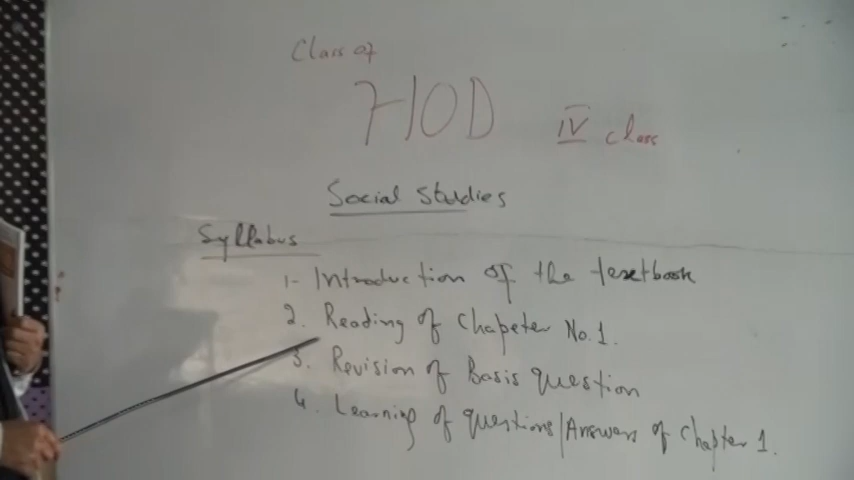 Class of
HOD
IV class
Social Studies
Syllabus
1- Introduction of the textbook
2. Reading of Chapeter No.1.
3. Revision of Basis question
4. Learning of questions/Answers of Chapter 1.